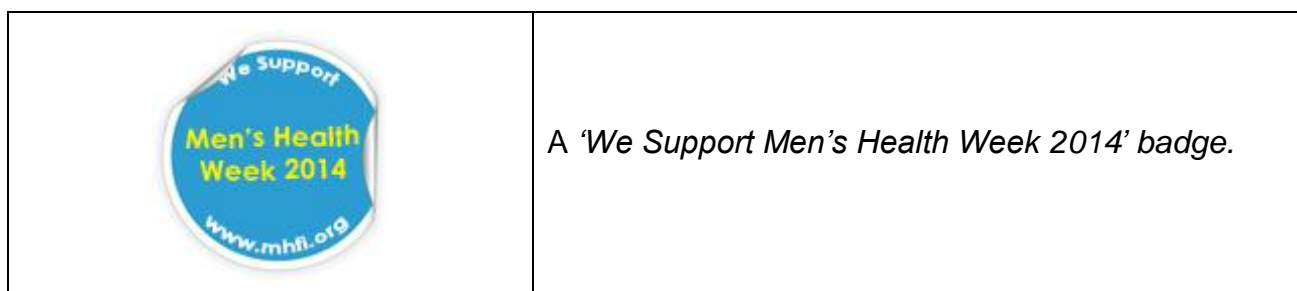 We Support
Men's Health
Week 2014
www.mhfi.org
A ‘We Support Men’s Health Week 2014’ badge.